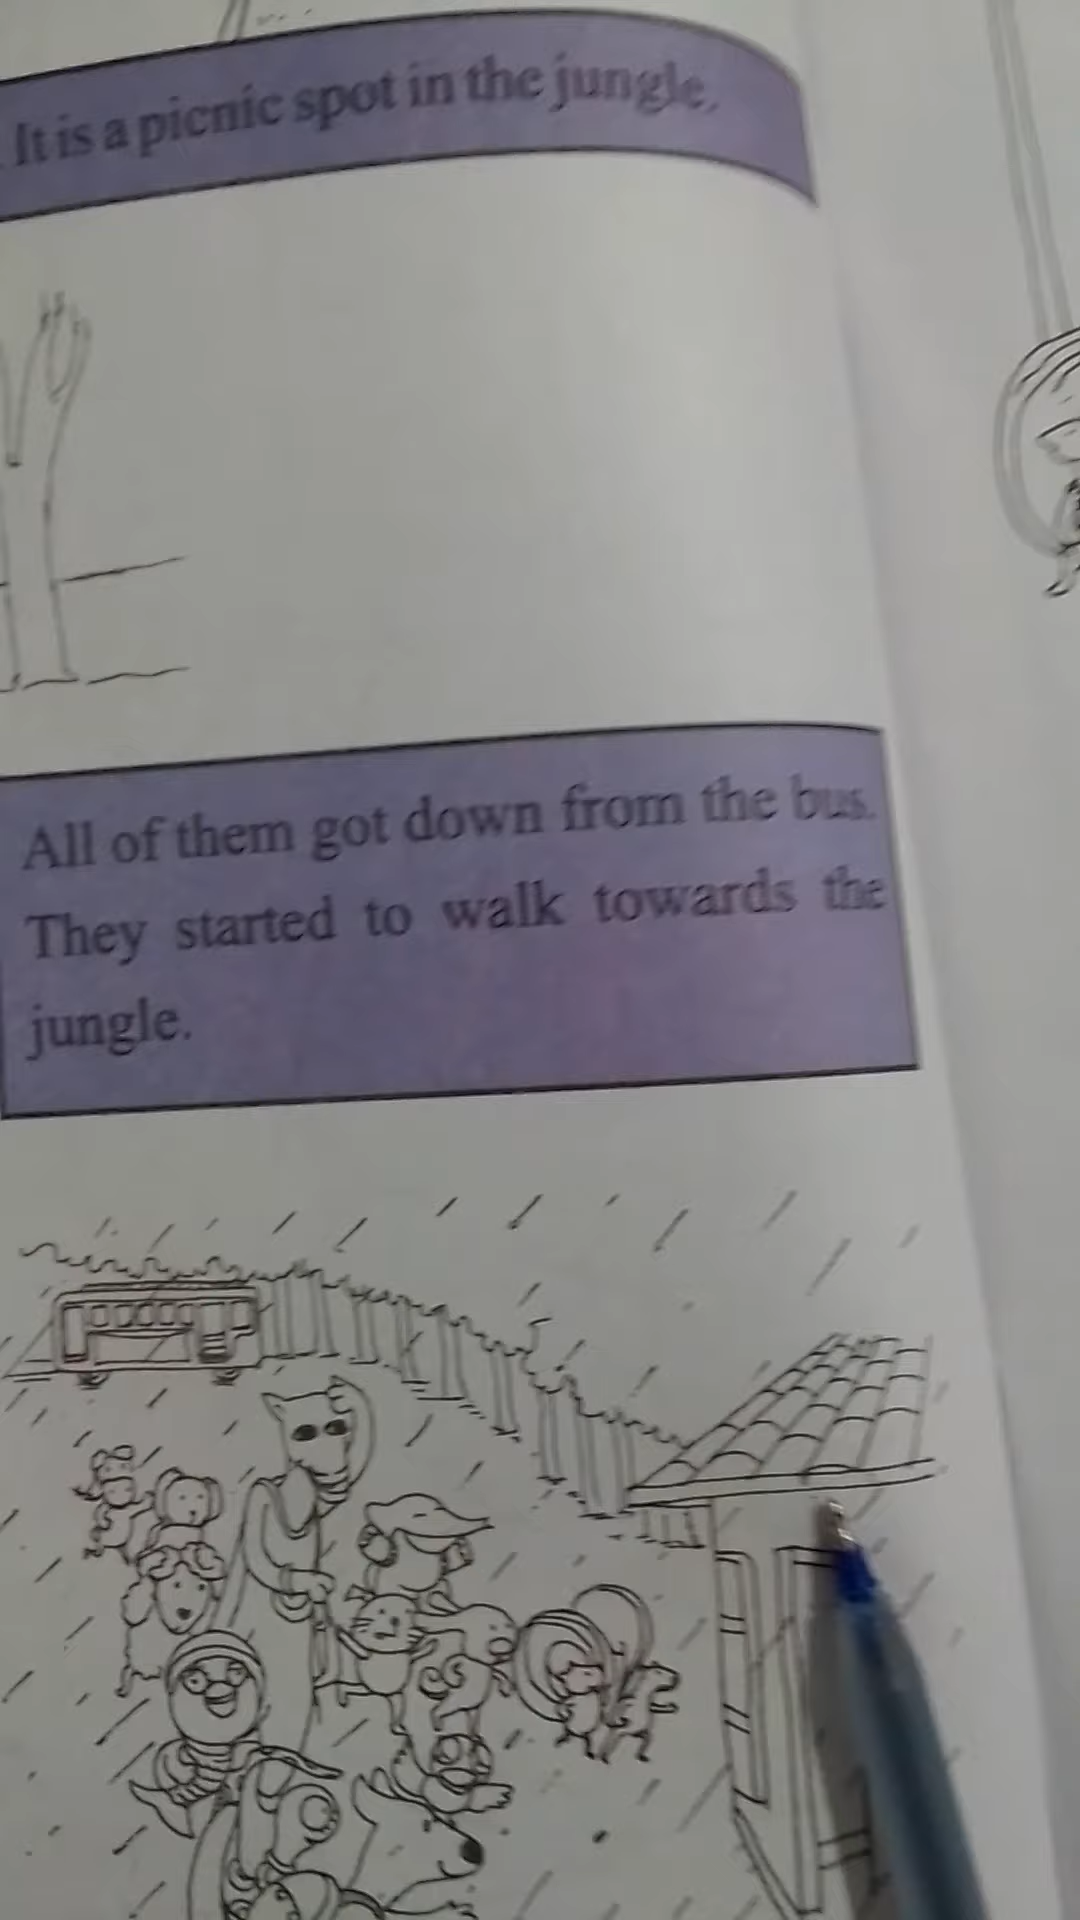 It is a picnic spot in the jungle.
All of them got down from the bus.
They started to walk towards the
jungle.